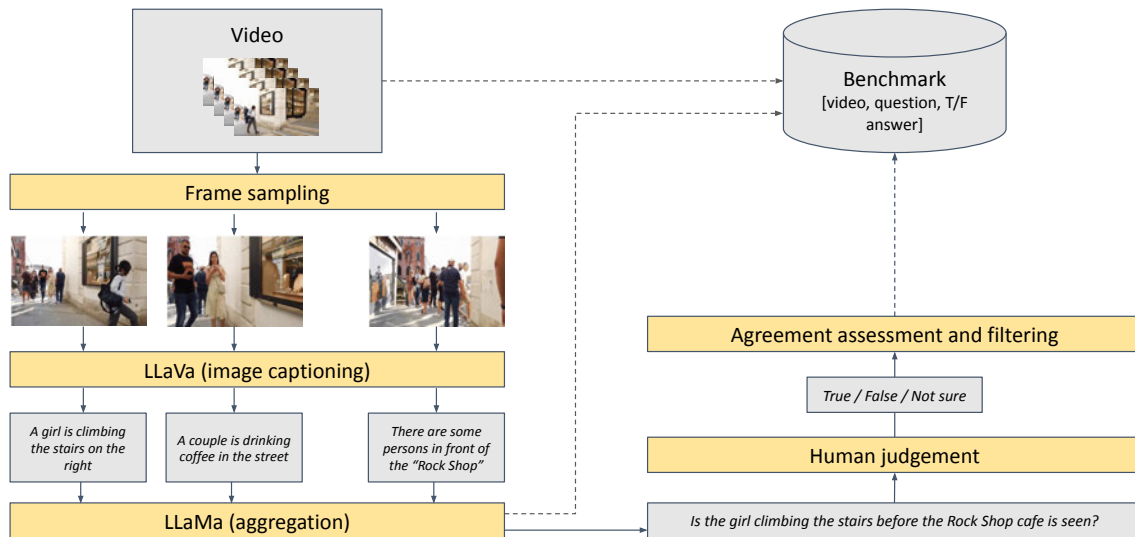 Video
Benchmark
[video, question, T/F
answer]
Frame sampling
LLaVa (image captioning)
A girl is climbing
the stairs on the
right
A couple is drinking
coffee in the street
There are some
persons in front of
the “Rock Shop”
LLaMa (aggregation)
Agreement assessment and filtering
True / False / Not sure
Human judgement
Is the girl climbing the stairs before the Rock Shop cafe is seen?